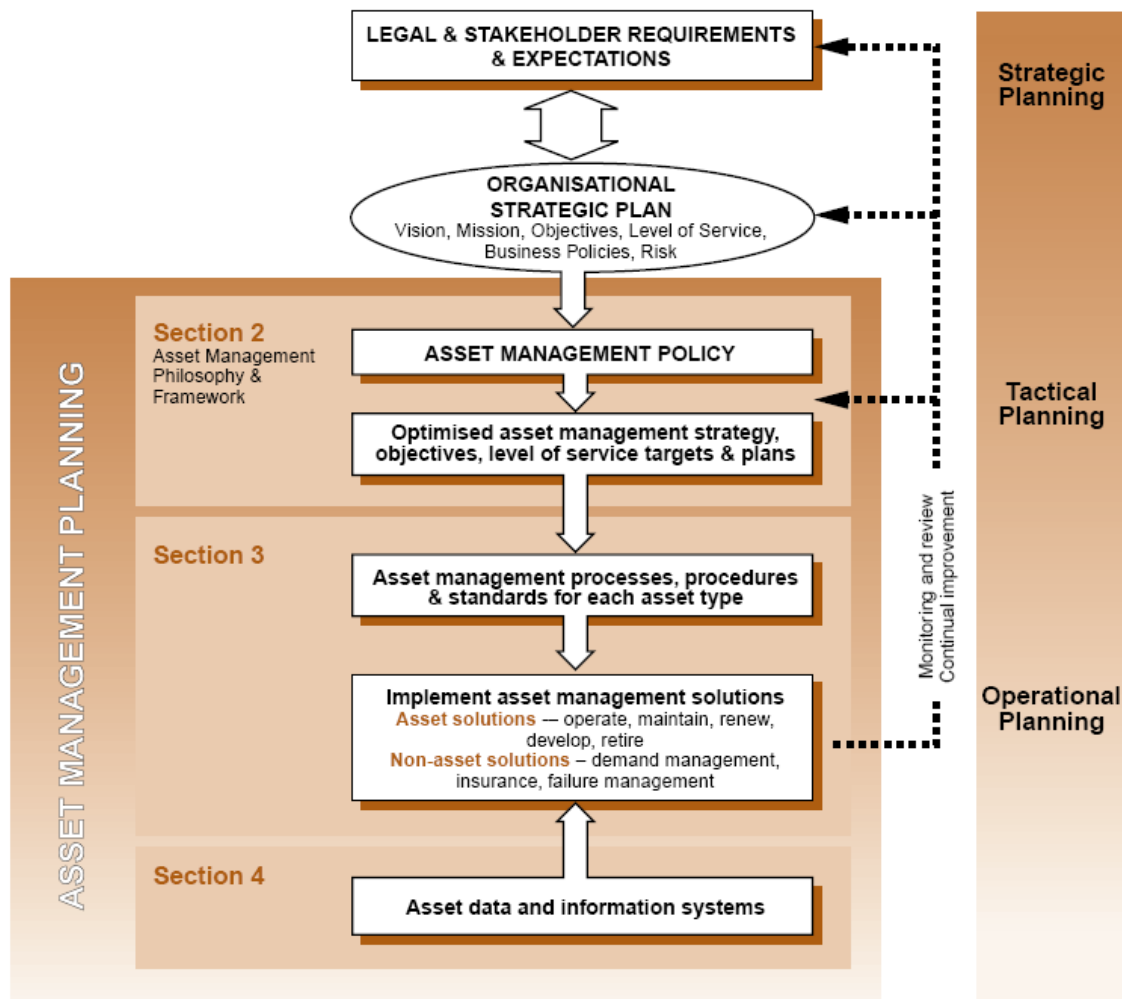 LEGAL & STAKEHOLDER REQUIREMENTS
& EXPECTATIONS
Strategic
Planning
ORGANISATIONAL
STRATEGIC PLAN
Vision, Mission, Objectives, Level of Service,
Business Policies, Risk
ASSET MANAGEMENT PLANNING
Section 2
Asset Management
Philosophy &
Framework
ASSET MANAGEMENT POLICY
Optimised asset management strategy,
objectives, level of service targets & plans
Tactical
Planning
Section 3
Asset management processes, procedures
& standards for each asset type
Implement asset management solutions
Asset solutions –- operate, maintain, renew,
develop, retire
Non-asset solutions – demand management,
insurance, failure management
Monitoring and review
Continual improvement
Operational
Planning
Section 4
Asset data and information systems